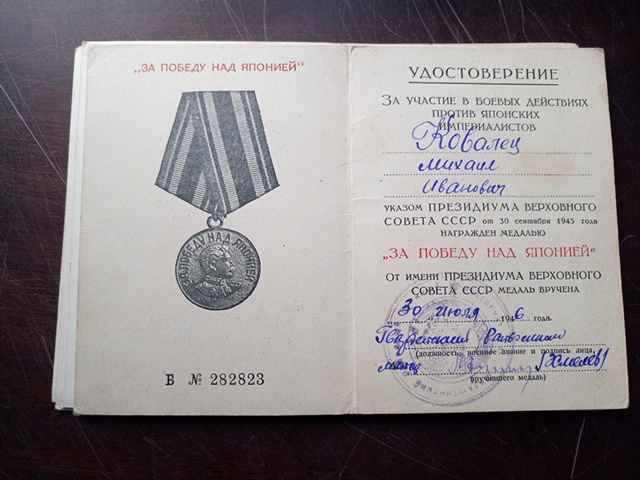 „ЗА ПОБЕДУ НАД ЯПОНИЕЙ“
ЗА ПОБЕДУ НАД ЯПОНИЕЙ
Б № 282823
УДОСТОВЕРЕНИЕ
ЗА УЧАСТИЕ В БОЕВЫХ ДЕЙСТВИЯХ
ПРОТИВ ЯПОНСКИХ
ИМПЕРИАЛИСТОВ
Ковалец
Михаил
Иванович
УКАЗОМ ПРЕЗИДИУМА ВЕРХОВНОГО
СОВЕТА СССР от 30 сентября 1945 года
НАГРАЖДЕН МЕДАЛЬЮ
„ЗА ПОБЕДУ НАД ЯПОНИЕЙ“
ОТ ИМЕНИ ПРЕЗИДИУМА ВЕРХОВНОГО
СОВЕТА СССР МЕДАЛЬ ВРУЧЕНА
30 июля 1946 года
(должность, военное звание и подпись лица,
(Хмелев)
вручившего медаль)